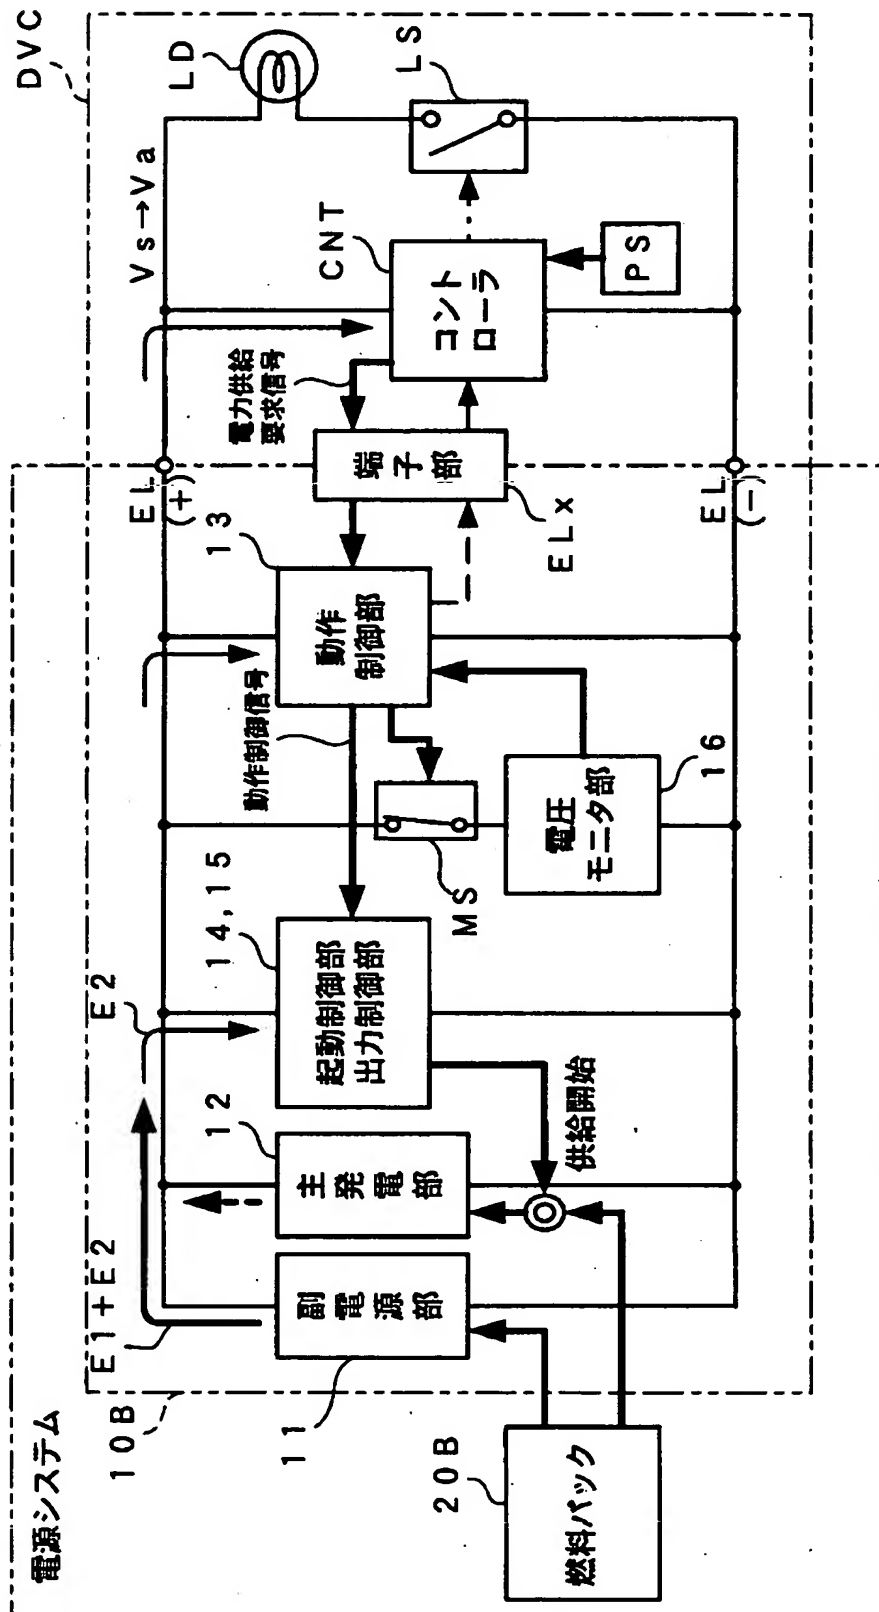 電源システム
DVC
10B
20B
燃料パック
11
副電源部
E1+E2
12
主発電部
供給開始
E2
14,15
起動制御部
出力制御部
動作制御信号
MS
16
電圧
モニタ部
13
動作
制御部
EL
(+)
EL
(-)
ELx
端子部
電力供給
要求信号
CNT
コント
ローラ
PS
Vs→Va
LD
LS